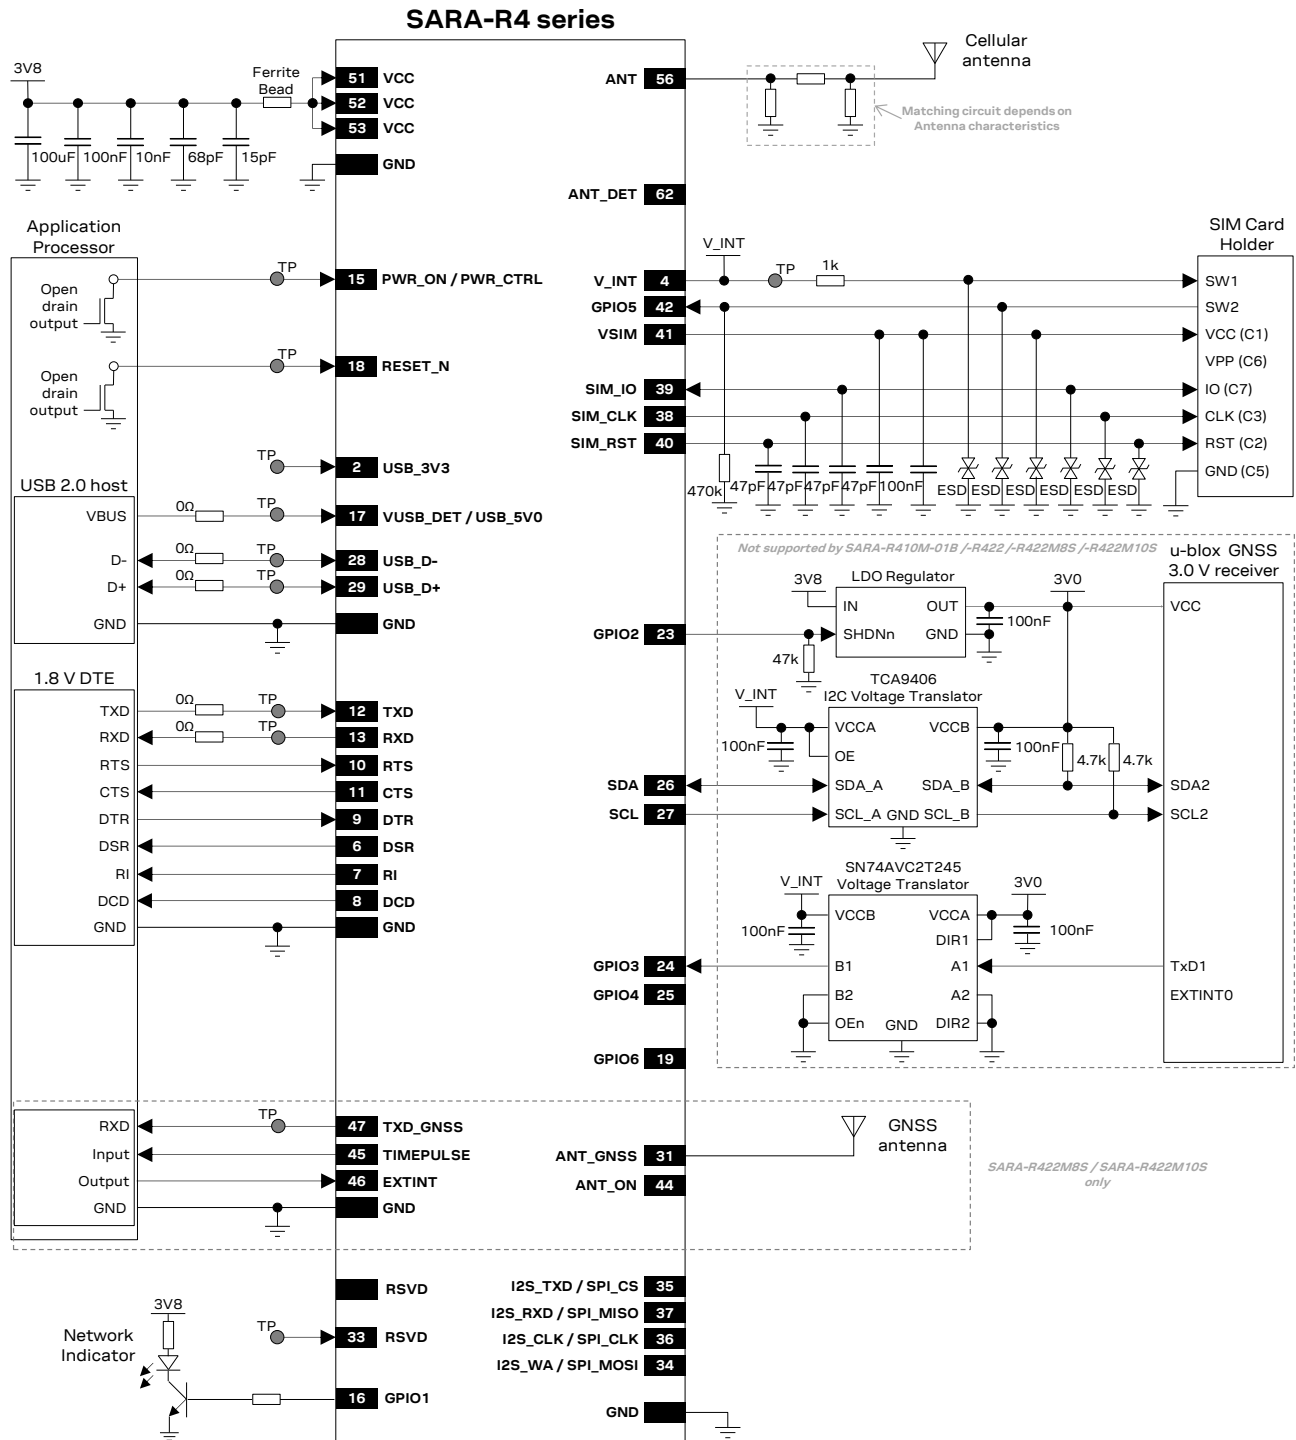 SARA-R4 series
3V8
Ferrite
Bead
100uF 100nF 10nF 68pF 15pF
51 VCC
52 VCC
53 VCC
GND
ANT 56
Cellular
antenna
Matching circuit depends on
Antenna characteristics
ANT_DET 62
Application
Processor
Open
drain
output
TP
15 PWR_ON / PWR_CTRL
Open
drain
output
TP
18 RESET_N
TP
2 USB_3V3
USB 2.0 host
VBUS 0Ω TP 17 VUSB_DET / USB_5V0
D- 0Ω TP 28 USB_D-
D+ 0Ω TP 29 USB_D+
GND GND
1.8 V DTE
TXD 0Ω TP 12 TXD
RXD 0Ω TP 13 RXD
RTS 10 RTS
CTS 11 CTS
DTR 9 DTR
DSR 6 DSR
RI 7 RI
DCD 8 DCD
GND GND
SIM Card
Holder
V_INT
V_INT 4 TP 1k SW1
GPIO5 42 SW2
VSIM 41 VCC (C1)
VPP (C6)
SIM_IO 39 IO (C7)
SIM_CLK 38 CLK (C3)
SIM_RST 40 RST (C2)
GND (C5)
470k 47pF 47pF 47pF 47pF 100nF ESD ESD ESD ESD ESD ESD
Not supported by SARA-R410M-01B /-R422 /-R422M8S /-R422M10S
u-blox GNSS
3.0 V receiver
3V8 LDO Regulator 3V0
IN OUT VCC
100nF
GPIO2 23 SHDNn GND
47k
TCA9406
I2C Voltage Translator
V_INT
VCCA VCCB
100nF 100nF 4.7k 4.7k
OE
SDA 26 SDA_A SDA_B SDA2
SCL 27 SCL_A GND SCL_B SCL2
SN74AVC2T245
Voltage Translator
V_INT 3V0
VCCB VCCA
100nF DIR1 100nF
GPIO3 24 B1 A1 TxD1
GPIO4 25 B2 A2 EXTINT0
OEn GND DIR2
GPIO6 19
RXD TP 47 TXD_GNSS
Input 45 TIMEPULSE
Output 46 EXTINT
GND GND
GNSS
antenna
ANT_GNSS 31
ANT_ON 44
SARA-R422M8S / SARA-R422M10S
only
RSVD
TP
33 RSVD
3V8
Network
Indicator
16 GPIO1
I2S_TXD / SPI_CS 35
I2S_RXD / SPI_MISO 37
I2S_CLK / SPI_CLK 36
I2S_WA / SPI_MOSI 34
GND